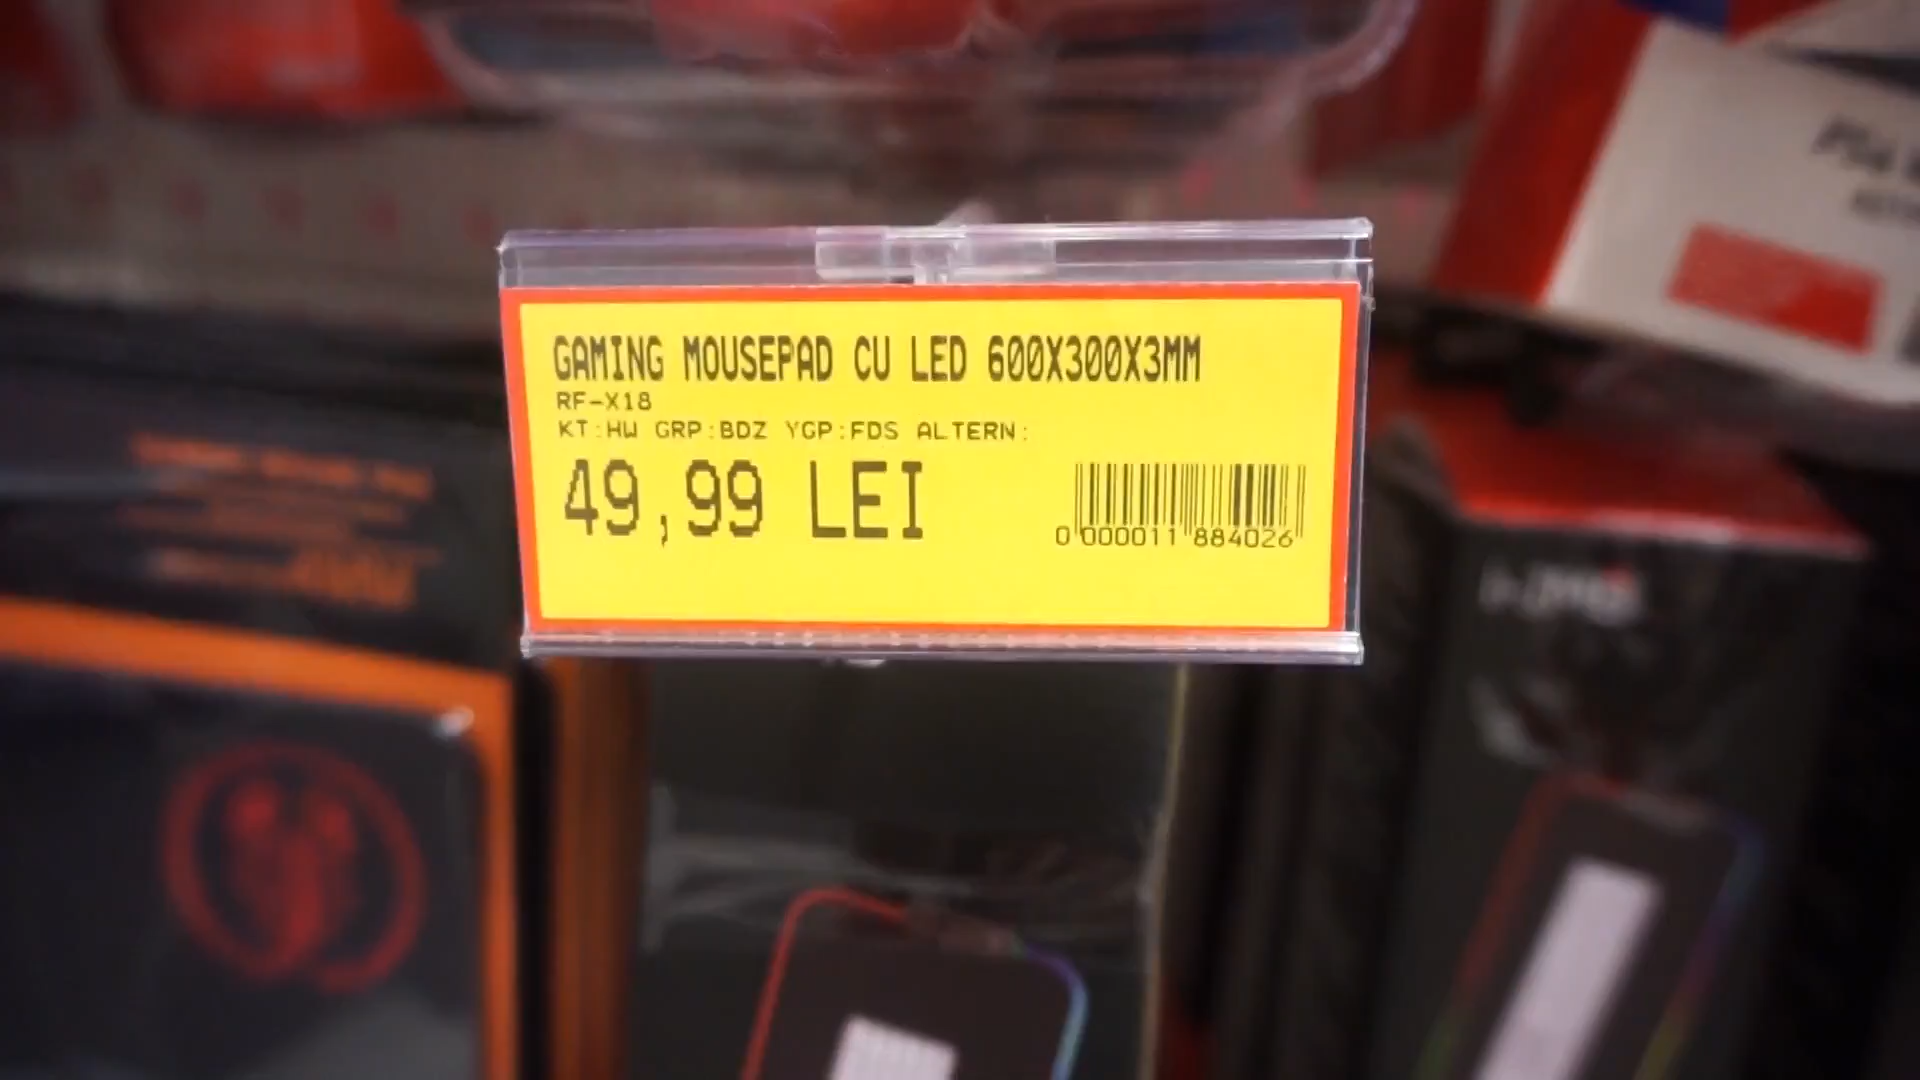 GAMING MOUSEPAD CU LED 600X300X3MM
RF-X18
KT:HW GRP:BDZ YGP:FDS ALTERN:
49,99 LEI
0 000011 884026